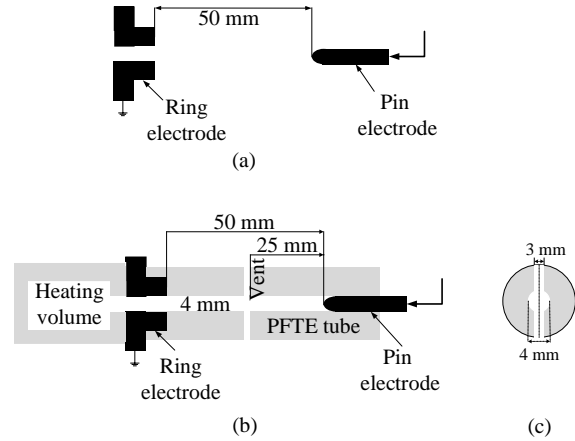 50 mm
Ring
electrode
Pin
electrode
(a)
50 mm
25 mm
Vent
3 mm
Heating
volume
4 mm
PFTE tube
Ring
electrode
Pin
electrode
4 mm
(b)
(c)